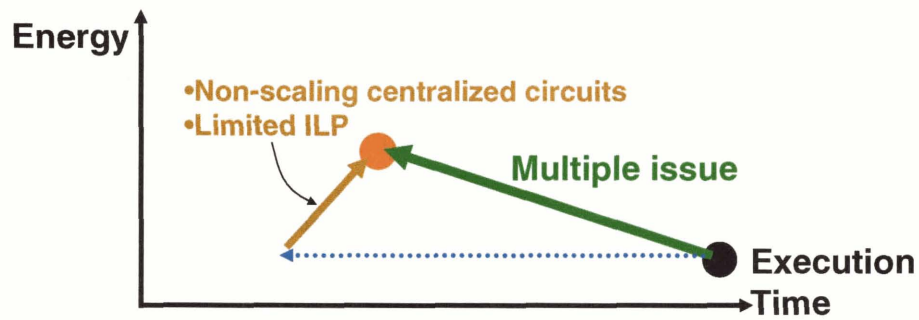 Energy
•Non-scaling centralized circuits
•Limited ILP
Multiple issue
Execution
Time